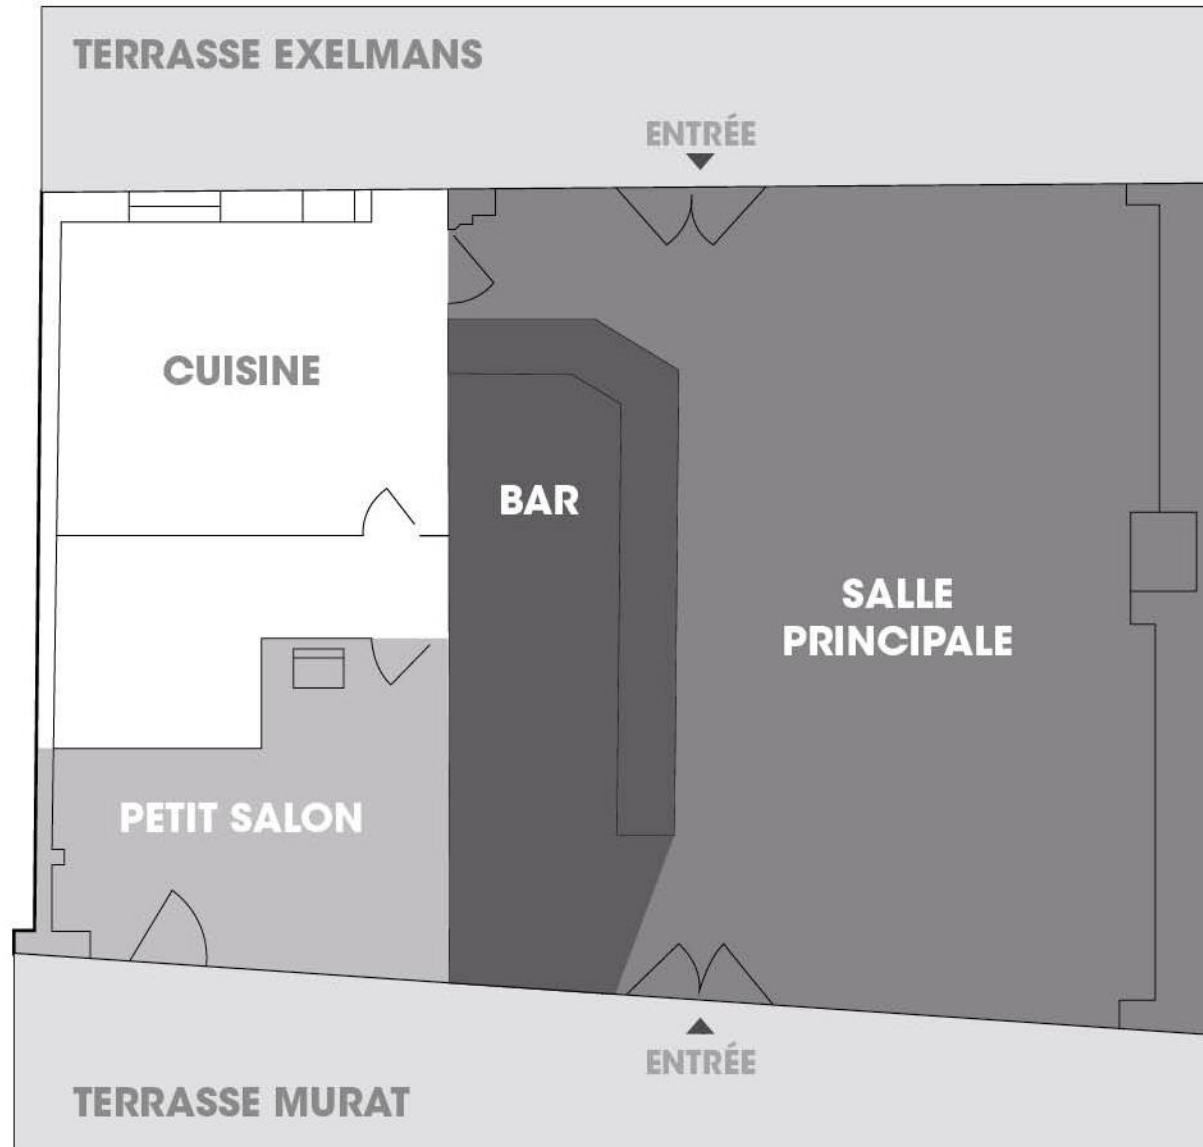 TERRASSE EXELMANS
ENTRÉE
CUISINE
BAR
SALLE
PRINCIPALE
PETIT SALON
ENTRÉE
TERRASSE MURAT